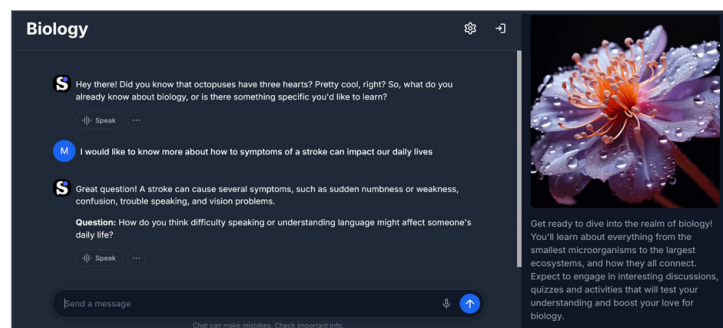 Biology
Hey there! Did you know that octopuses have three hearts? Pretty cool, right? So, what do you
already know about biology, or is there something specific you'd like to learn?
Speak
M
I would like to know more about how to symptoms of a stroke can impact our daily lives
Great question! A stroke can cause several symptoms, such as sudden numbness or weakness,
confusion, trouble speaking, and vision problems.
Question: How do you think difficulty speaking or understanding language might affect someone's
daily life?
Speak
Send a message
Chat can make mistakes. Check important info.
Get ready to dive into the realm of biology!
You'll learn about everything from the
smallest microorganisms to the largest
ecosystems, and how they all connect.
Expect to engage in interesting discussions,
quizzes and activities that will test your
understanding and boost your love for
biology.